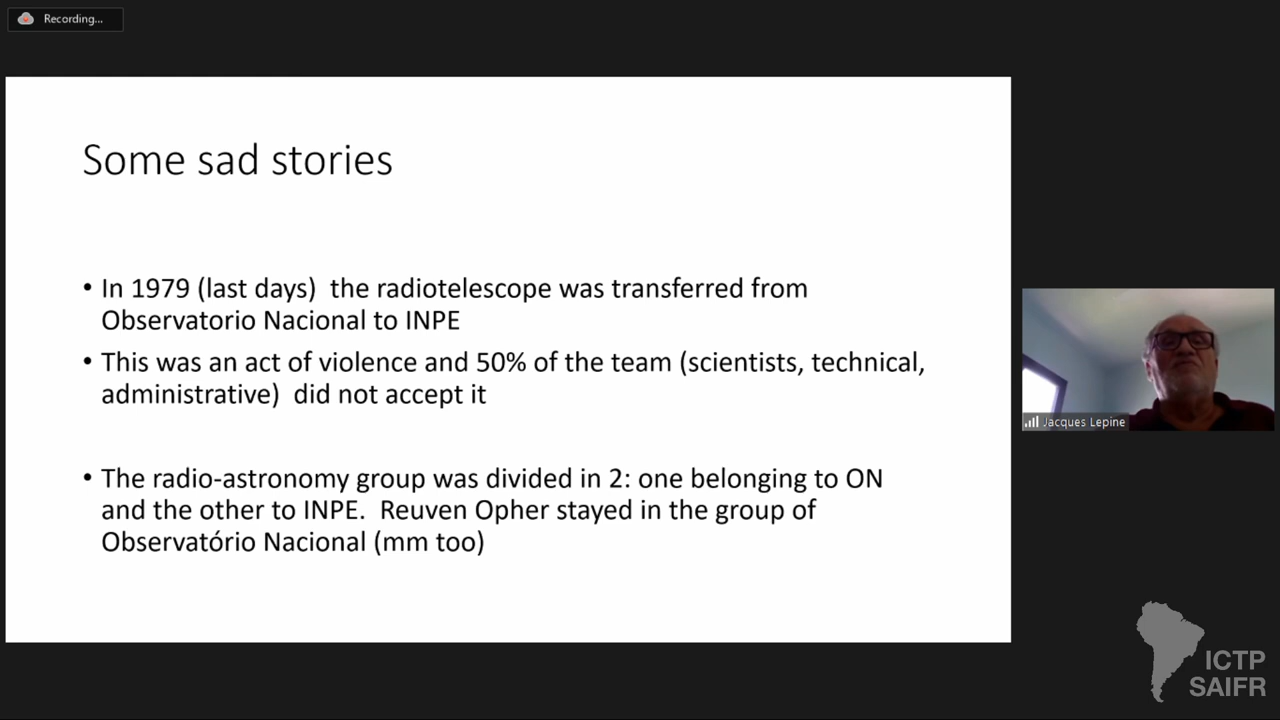 Recording...
Some sad stories
• In 1979 (last days)  the radiotelescope was transferred from
Observatorio Nacional to INPE
• This was an act of violence and 50% of the team (scientists, technical,
administrative)  did not accept it
• The radio-astronomy group was divided in 2: one belonging to ON
and the other to INPE.  Reuven Opher stayed in the group of
Observatório Nacional (mm too)
Jacques Lepine
ICTP
SAIFR